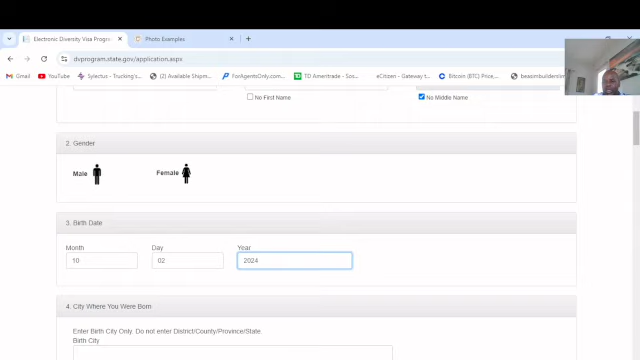 Electronic Diversity Visa Progra
Photo Examples
dvprogram.state.gov/application.aspx
Gmail
YouTube
Sylectus - Trucking's...
(2) Available Shipm...
ForAgentsOnly.com...
TD Ameritrade - Sos...
eCitizen - Gateway t...
Bitcoin (BTC) Price,...
beaombuildersim
No First Name
No Middle Name
2. Gender
Male
Female
3. Birth Date
Month
Day
Year
10
02
2024
4. City Where You Were Born
Enter Birth City Only. Do not enter District/County/Province/State.
Birth City